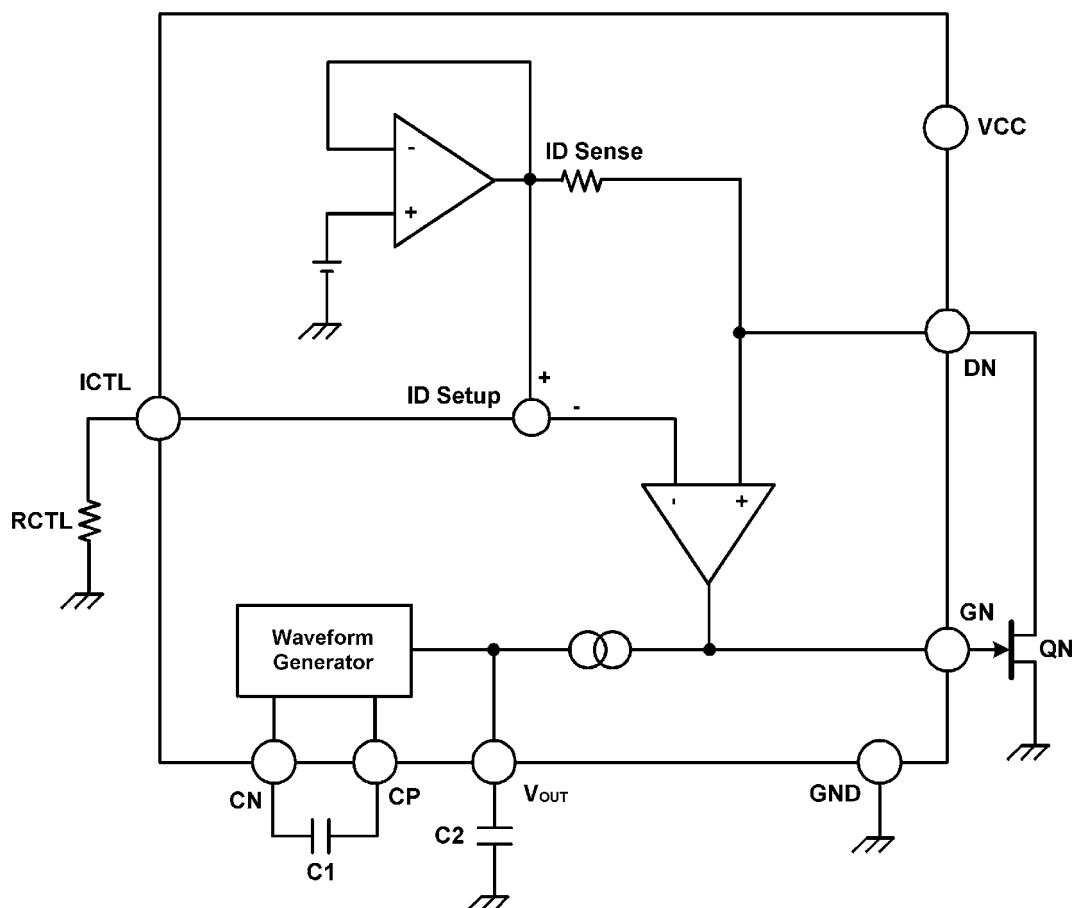 VCC
-
ID Sense
+
DN
ICTL
ID Setup
+
-
-
+
RCTL
GN
Waveform
Generator
QN
CN
CP
VOUT
GND
C1
C2